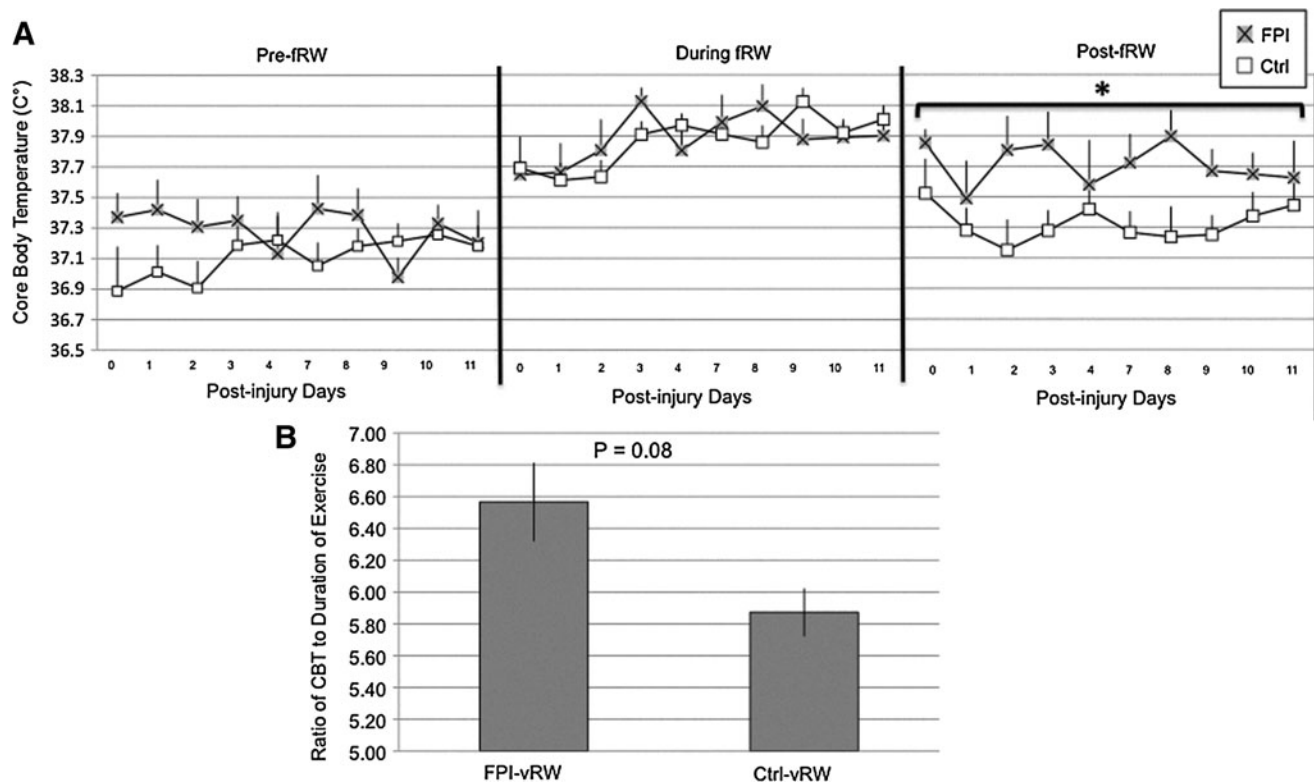 A
Pre-fRW
During fRW
Post-fRW
FPI
Ctrl
*
Core Body Temperature (C°)
38.3
38.1
37.9
37.7
37.5
37.3
37.1
36.9
36.7
36.5
0 1 2 3 4 7 8 9 10 11
0 1 2 3 4 7 8 9 10 11
0 1 2 3 4 7 8 9 10 11
Post-injury Days
Post-injury Days
Post-injury Days
B
P = 0.08
Ratio of CBT to Duration of Exercise
7.00
6.80
6.60
6.40
6.20
6.00
5.80
5.60
5.40
5.20
5.00
FPI-vRW
Ctrl-vRW